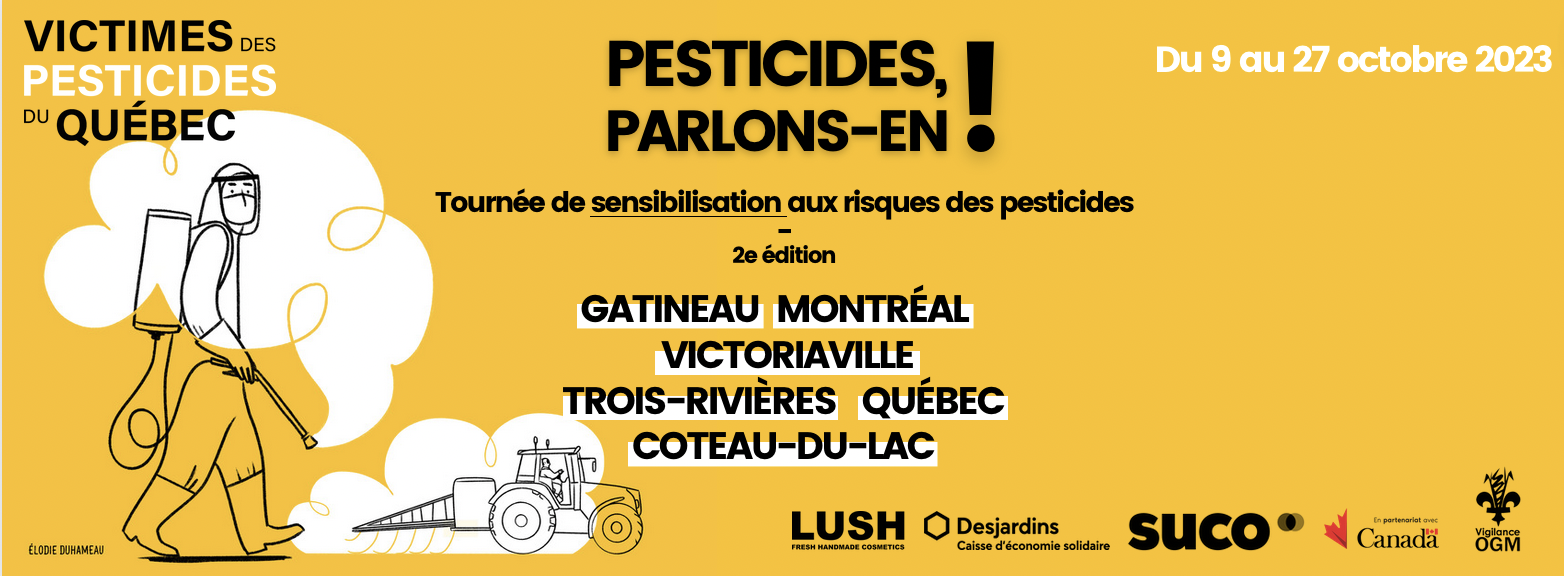 VICTIMES DES
PESTICIDES
DU QUÉBEC
PESTICIDES,
PARLONS-EN !
Du 9 au 27 octobre 2023
Tournée de sensibilisation aux risques des pesticides
-
2e édition
GATINEAU MONTRÉAL
VICTORIAVILLE
TROIS-RIVIÈRES QUÉBEC
COTEAU-DU-LAC
ÉLODIE DUHAMEAU
LUSH
FRESH HANDMADE COSMETICS
Desjardins
Caisse d'économie solidaire
SUCO
En partenariat avec
Canada
Vigilance
OGM